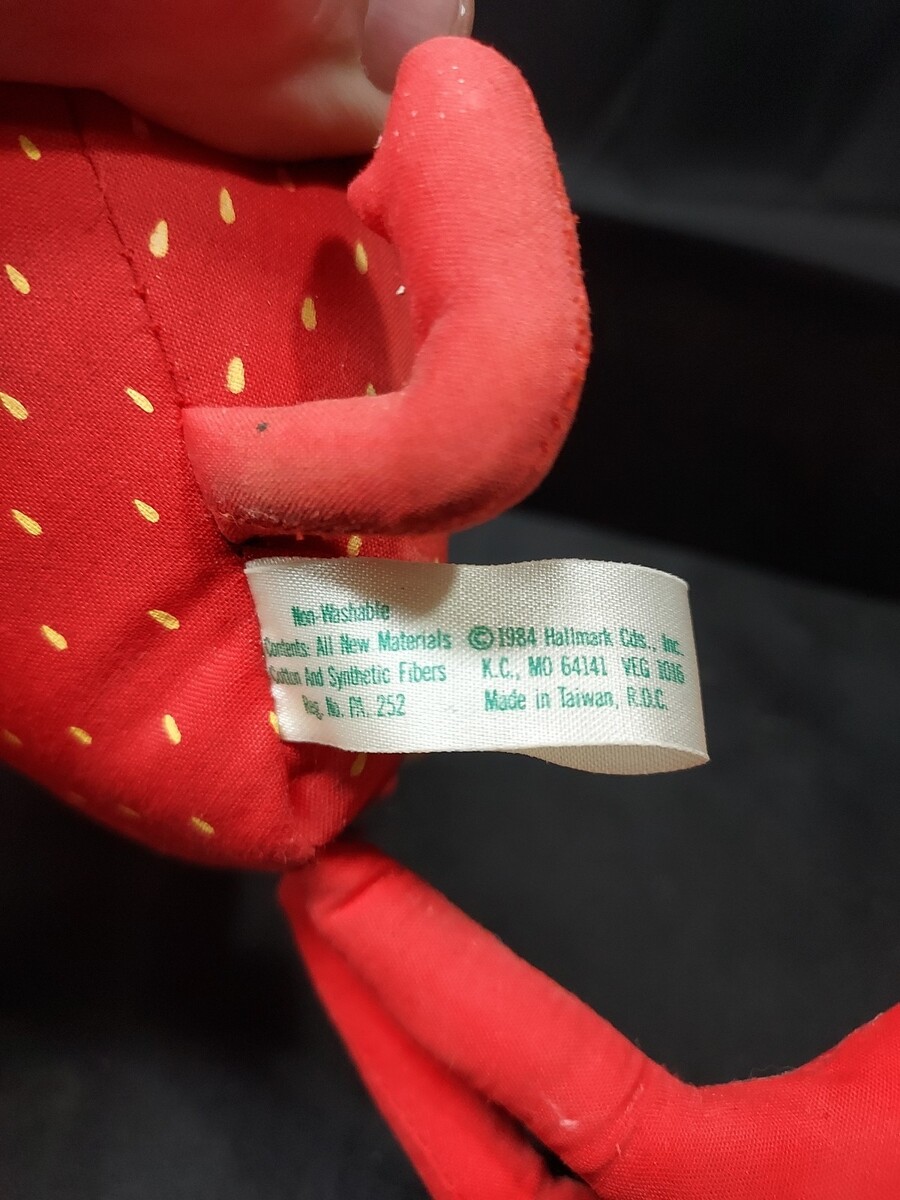 Non-Washable
Contents: All New Materials
Cotton And Synthetic Fibers
Reg. No. PA. 252
©1984 Hallmark Cds., Inc.
K.C., MO 64141 VEG 1016
Made in Taiwan, R.O.C.